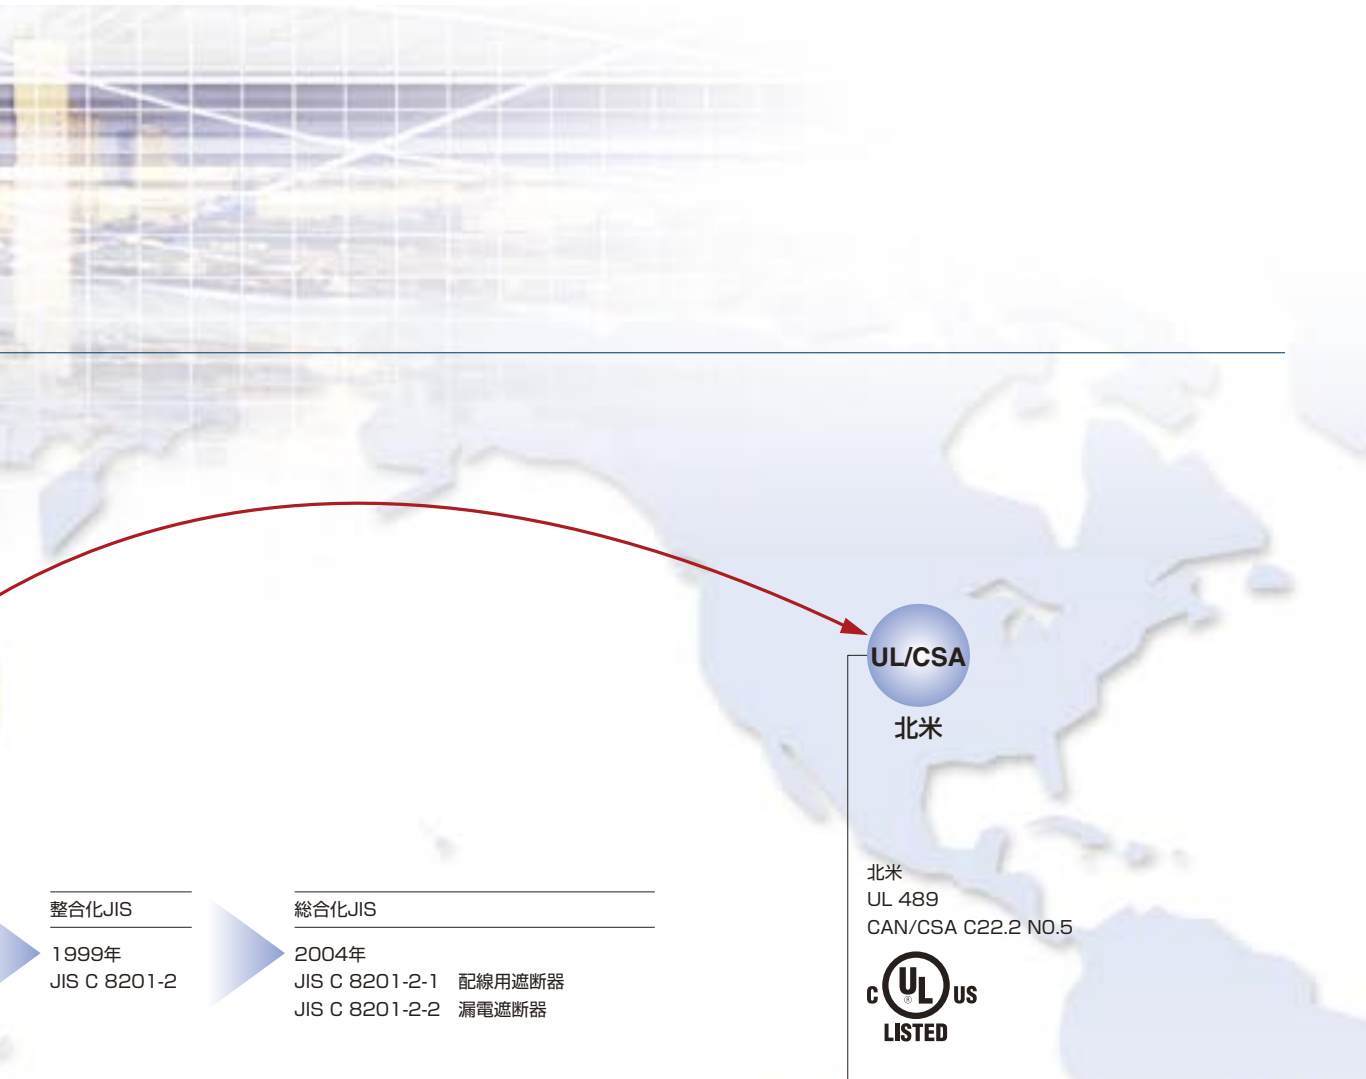 UL/CSA
北米
整合化JIS
1999年
JIS C 8201-2
総合化JIS
2004年
JIS C 8201-2-1 配線用遮断器
JIS C 8201-2-2 漏電遮断器
北米
UL 489
CAN/CSA C22.2 N0.5
C UL ® US
LISTED